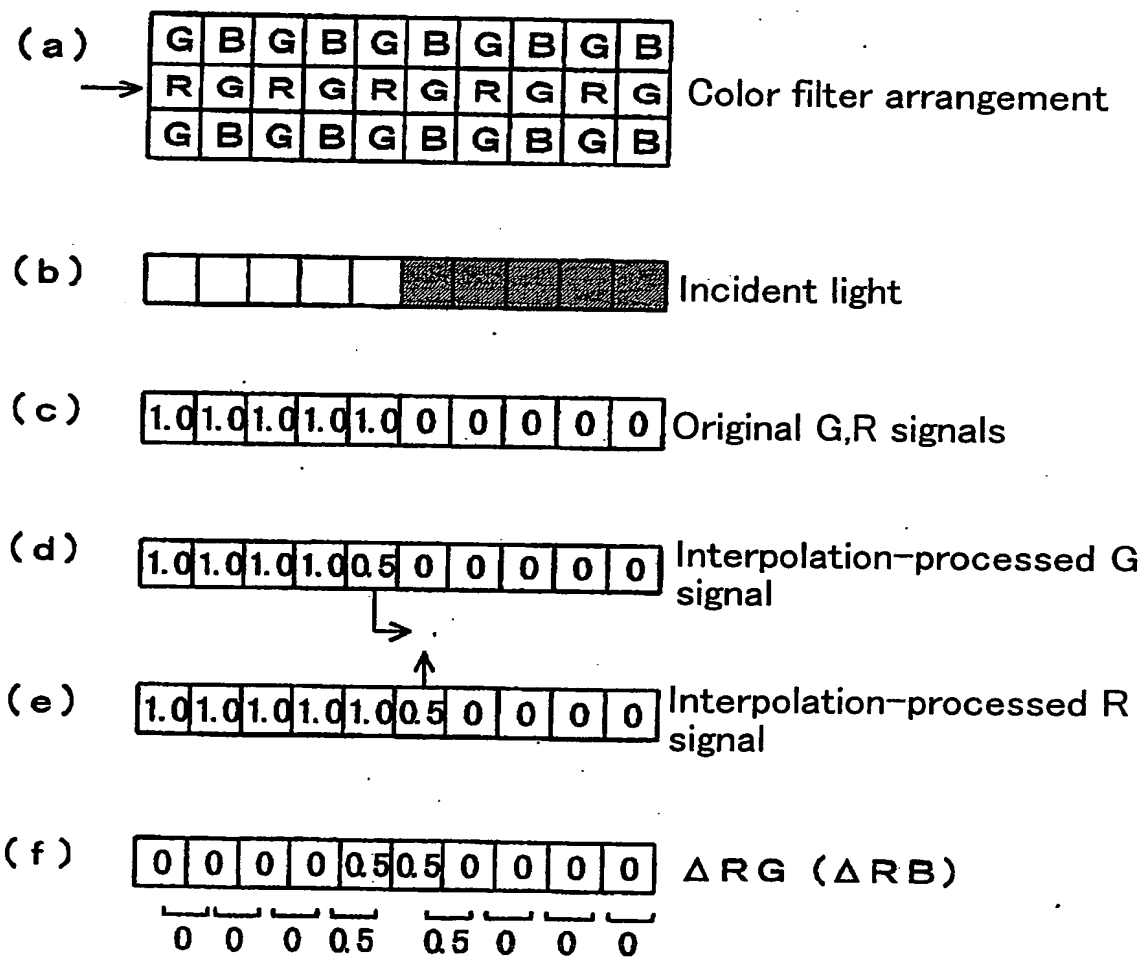 (a)
G B G B G B G B G B
R G R G R G R G R G Color filter arrangement
G B G B G B G B G B
(b) Incident light
(c) 1.0 1.0 1.0 1.0 1.0 0 0 0 0 0 Original G,R signals
(d) 1.0 1.0 1.0 1.0 0.5 0 0 0 0 0 Interpolation-processed G
signal
(e) 1.0 1.0 1.0 1.0 1.0 0.5 0 0 0 0 Interpolation-processed R
signal
(f) 0 0 0 0 0.5 0.5 0 0 0 0 ΔRG (ΔRB)
0 0 0 0.5 0.5 0 0 0